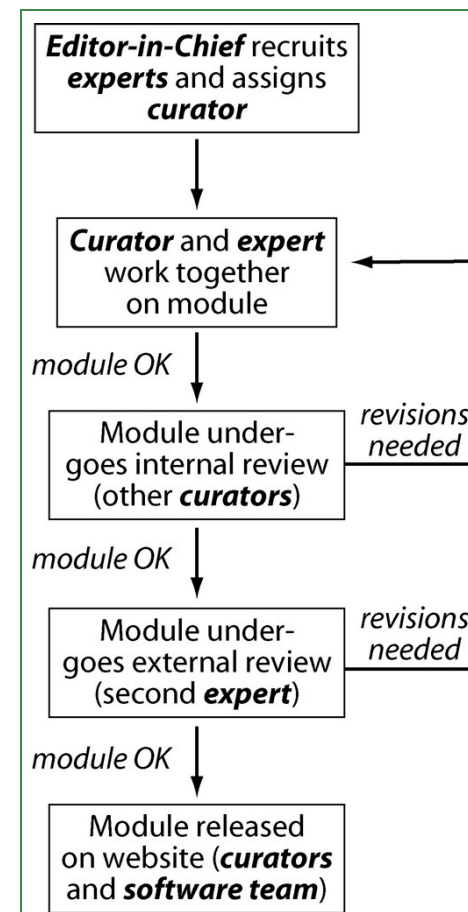 Editor-in-Chief recruits
experts and assigns
curator
Curator and expert
work together
on module
module OK
Module under-
goes internal review
(other curators)
revisions
needed
module OK
Module under-
goes external review
(second expert)
revisions
needed
module OK
Module released
on website (curators
and software team)